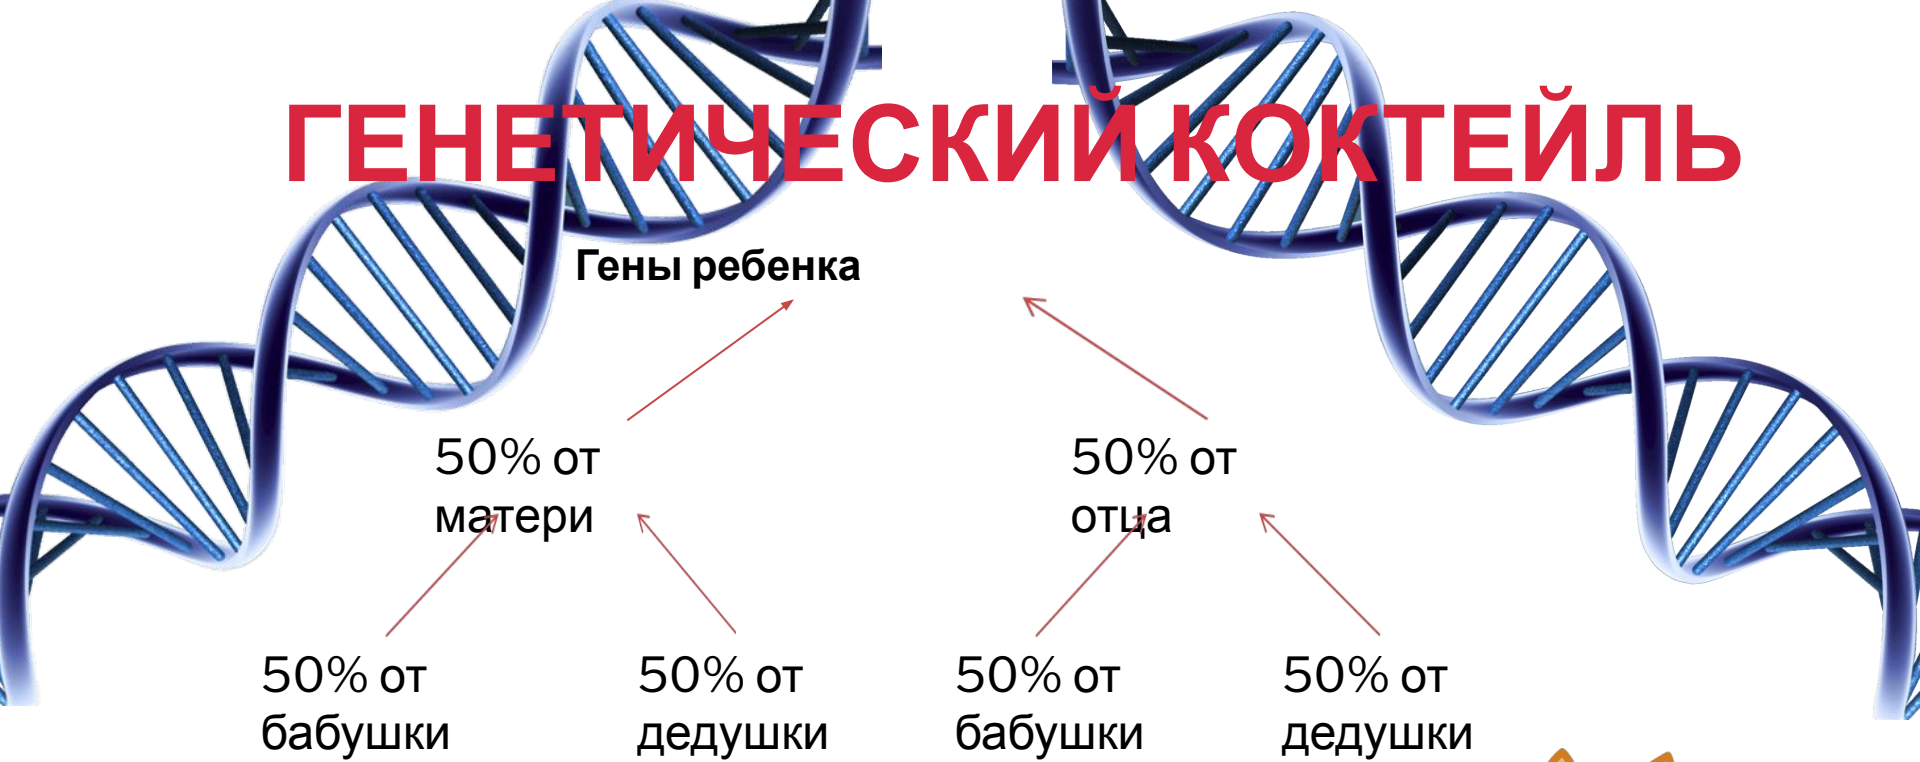 ГЕНЕТИЧЕСКИЙ КОКТЕЙЛЬ
Гены ребенка
50% от
матери
50% от
отца
50% от
бабушки
50% от
дедушки
50% от
бабушки
50% от
дедушки